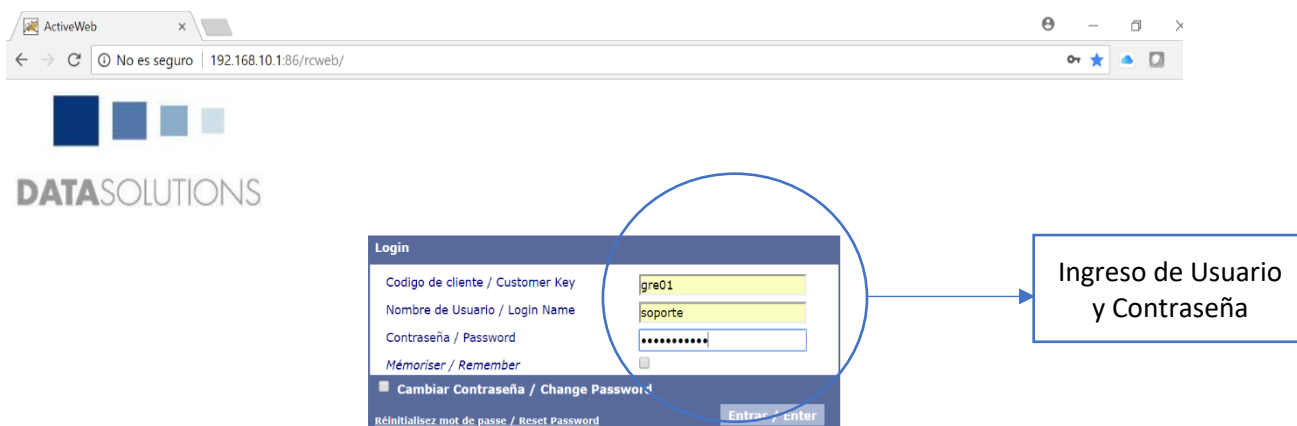 ActiveWeb
No es seguro | 192.168.10.1:86/rcweb/
DATASOLUTIONS
Login
Codigo de cliente / Customer Key
gre01
Nombre de Usuario / Login Name
soporte
Contraseña / Password
•••••••••••
Mémoriser / Remember
Cambiar Contraseña / Change Password
Réinitialisez mot de passe / Reset Password
Entrar / Enter
Ingreso de Usuario
y Contraseña